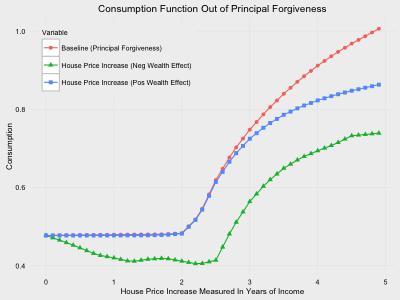 Consumption Function Out of Principal Forgiveness
Variable
Baseline (Principal Forgiveness)
House Price Increase (Neg Wealth Effect)
House Price Increase (Pos Wealth Effect)
Consumption
1.0
0.8
0.6
0.4
0
1
2
3
4
5
House Price Increase Measured In Years of Income